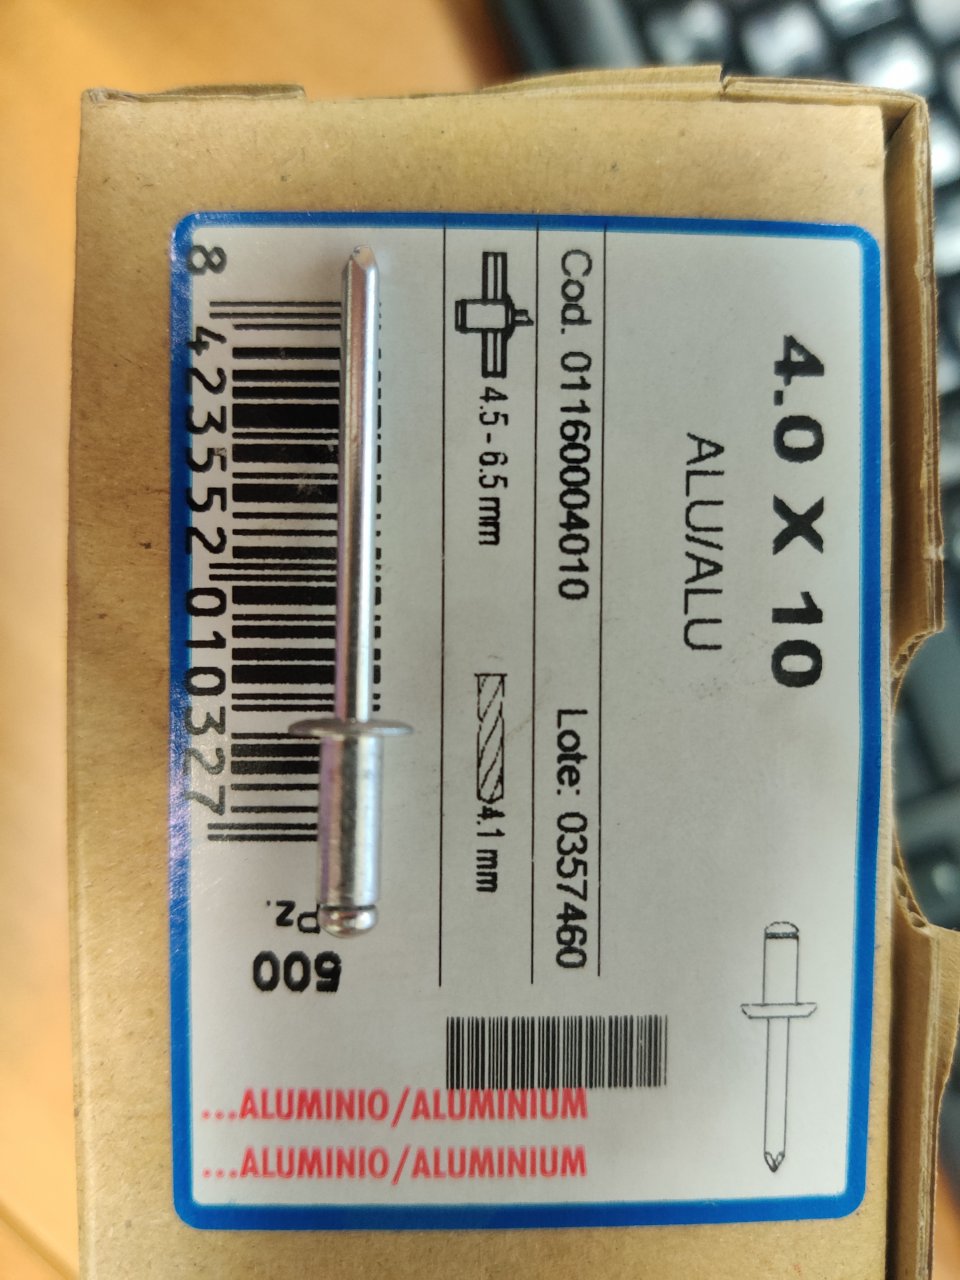 4.0 X 10
ALU/ALU
Cod. 0116004010 Lote: 0357460
4.5 - 6.5 mm 4.1 mm
8 423552 010327
500
Pz.
...ALUMINIO/ALUMINIUM
...ALUMINIO/ALUMINIUM